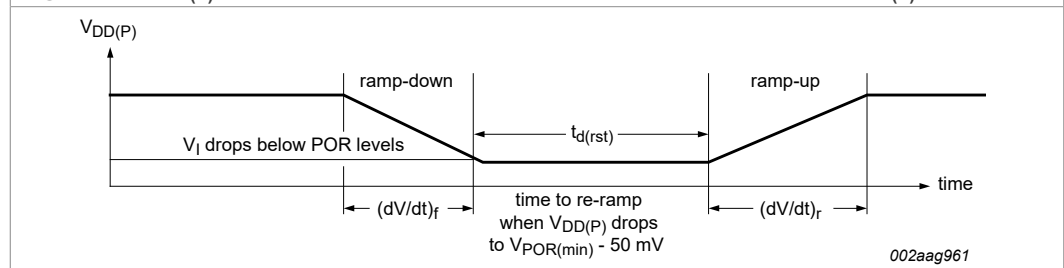 V_DD(P)
ramp-down
ramp-up
t_d(rst)
V_I drops below POR levels
time
(dV/dt)_f
time to re-ramp
when V_DD(P) drops
to V_POR(min) - 50 mV
(dV/dt)_r
002aag961